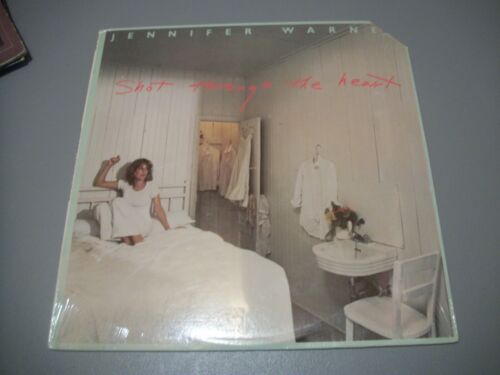 JENNIFER WARNE
Shot through the heart